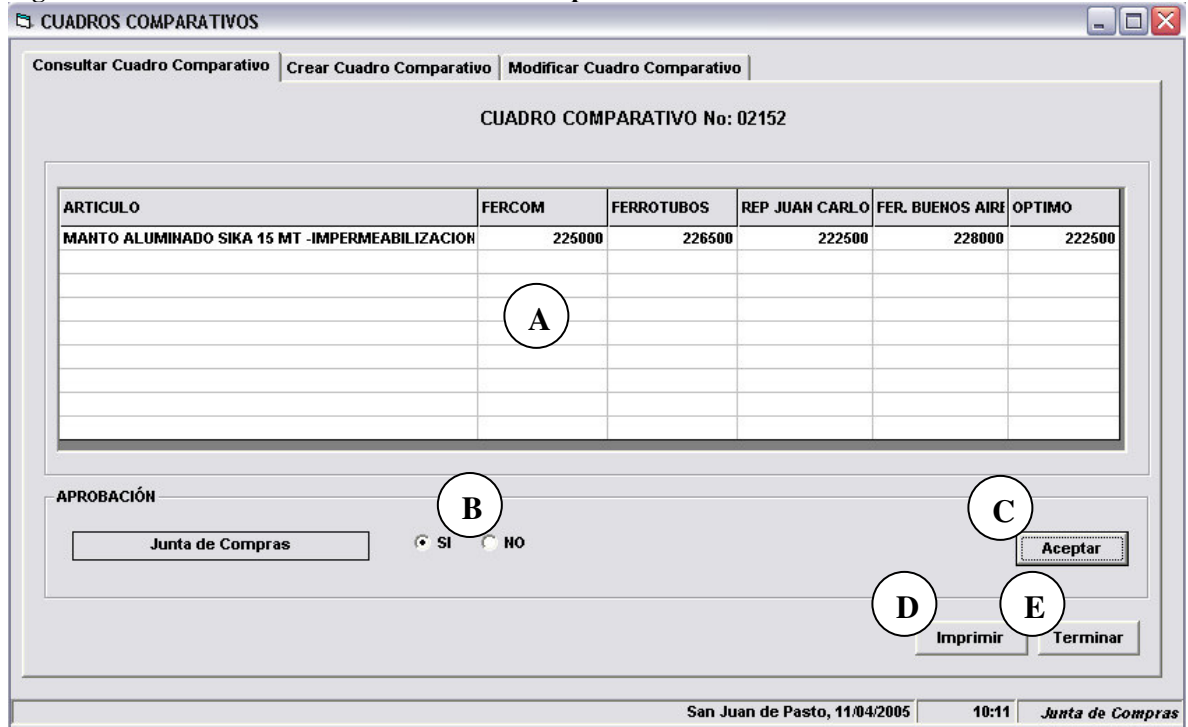 CUADROS COMPARATIVOS
Consultar Cuadro Comparativo Crear Cuadro Comparativo Modificar Cuadro Comparativo
CUADRO COMPARATIVO No: 02152
ARTICULO FERCOM FERROTUBOS REP JUAN CARLO FER. BUENOS AIRE OPTIMO
MANTO ALUMINADO SIKA 15 MT -IMPERMEABILIZACION 225000 226500 222500 228000 222500
A
APROBACIÓN
B
C
Junta de Compras SI NO Aceptar
D E
Imprimir Terminar
San Juan de Pasto, 11/04/2005 10:11 Junta de Compras